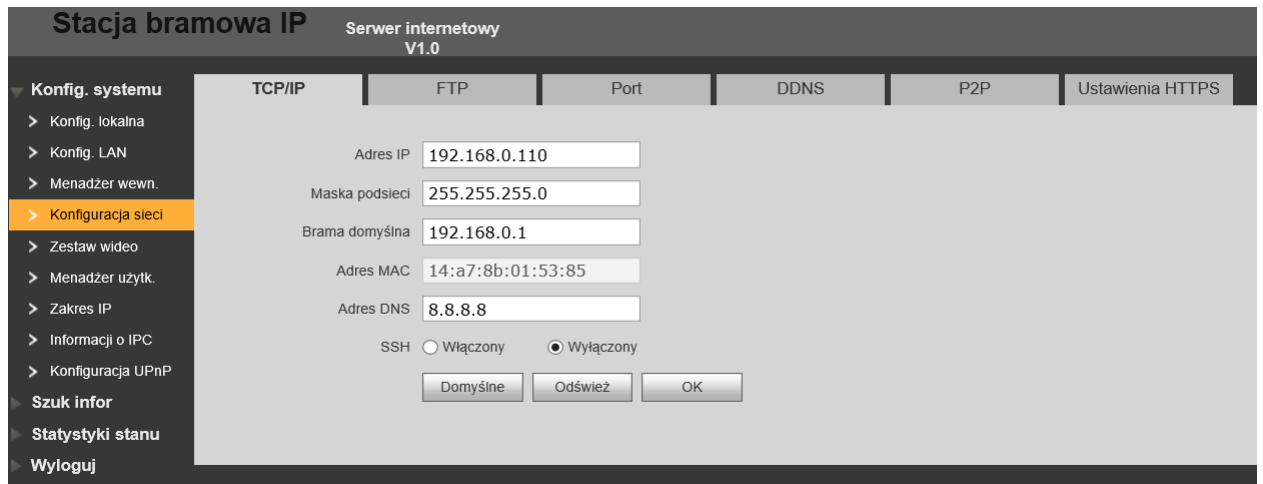 Stacja bramowa IP
Serwer internetowy
V1.0
Konfig. systemu
Konfig. lokalna
Konfig. LAN
Menadżer wewn.
Konfiguracja sieci
Zestaw wideo
Menadżer użytk.
Zakres IP
Informacji o IPC
Konfiguracja UPnP
Szuk infor
Statystyki stanu
Wyloguj
TCP/IP FTP Port DDNS P2P Ustawienia HTTPS
Adres IP 192.168.0.110
Maska podsieci 255.255.255.0
Brama domyślna 192.168.0.1
Adres MAC 14:a7:8b:01:53:85
Adres DNS 8.8.8.8
SSH Włączony Wyłączony
Domyślne Odśwież OK